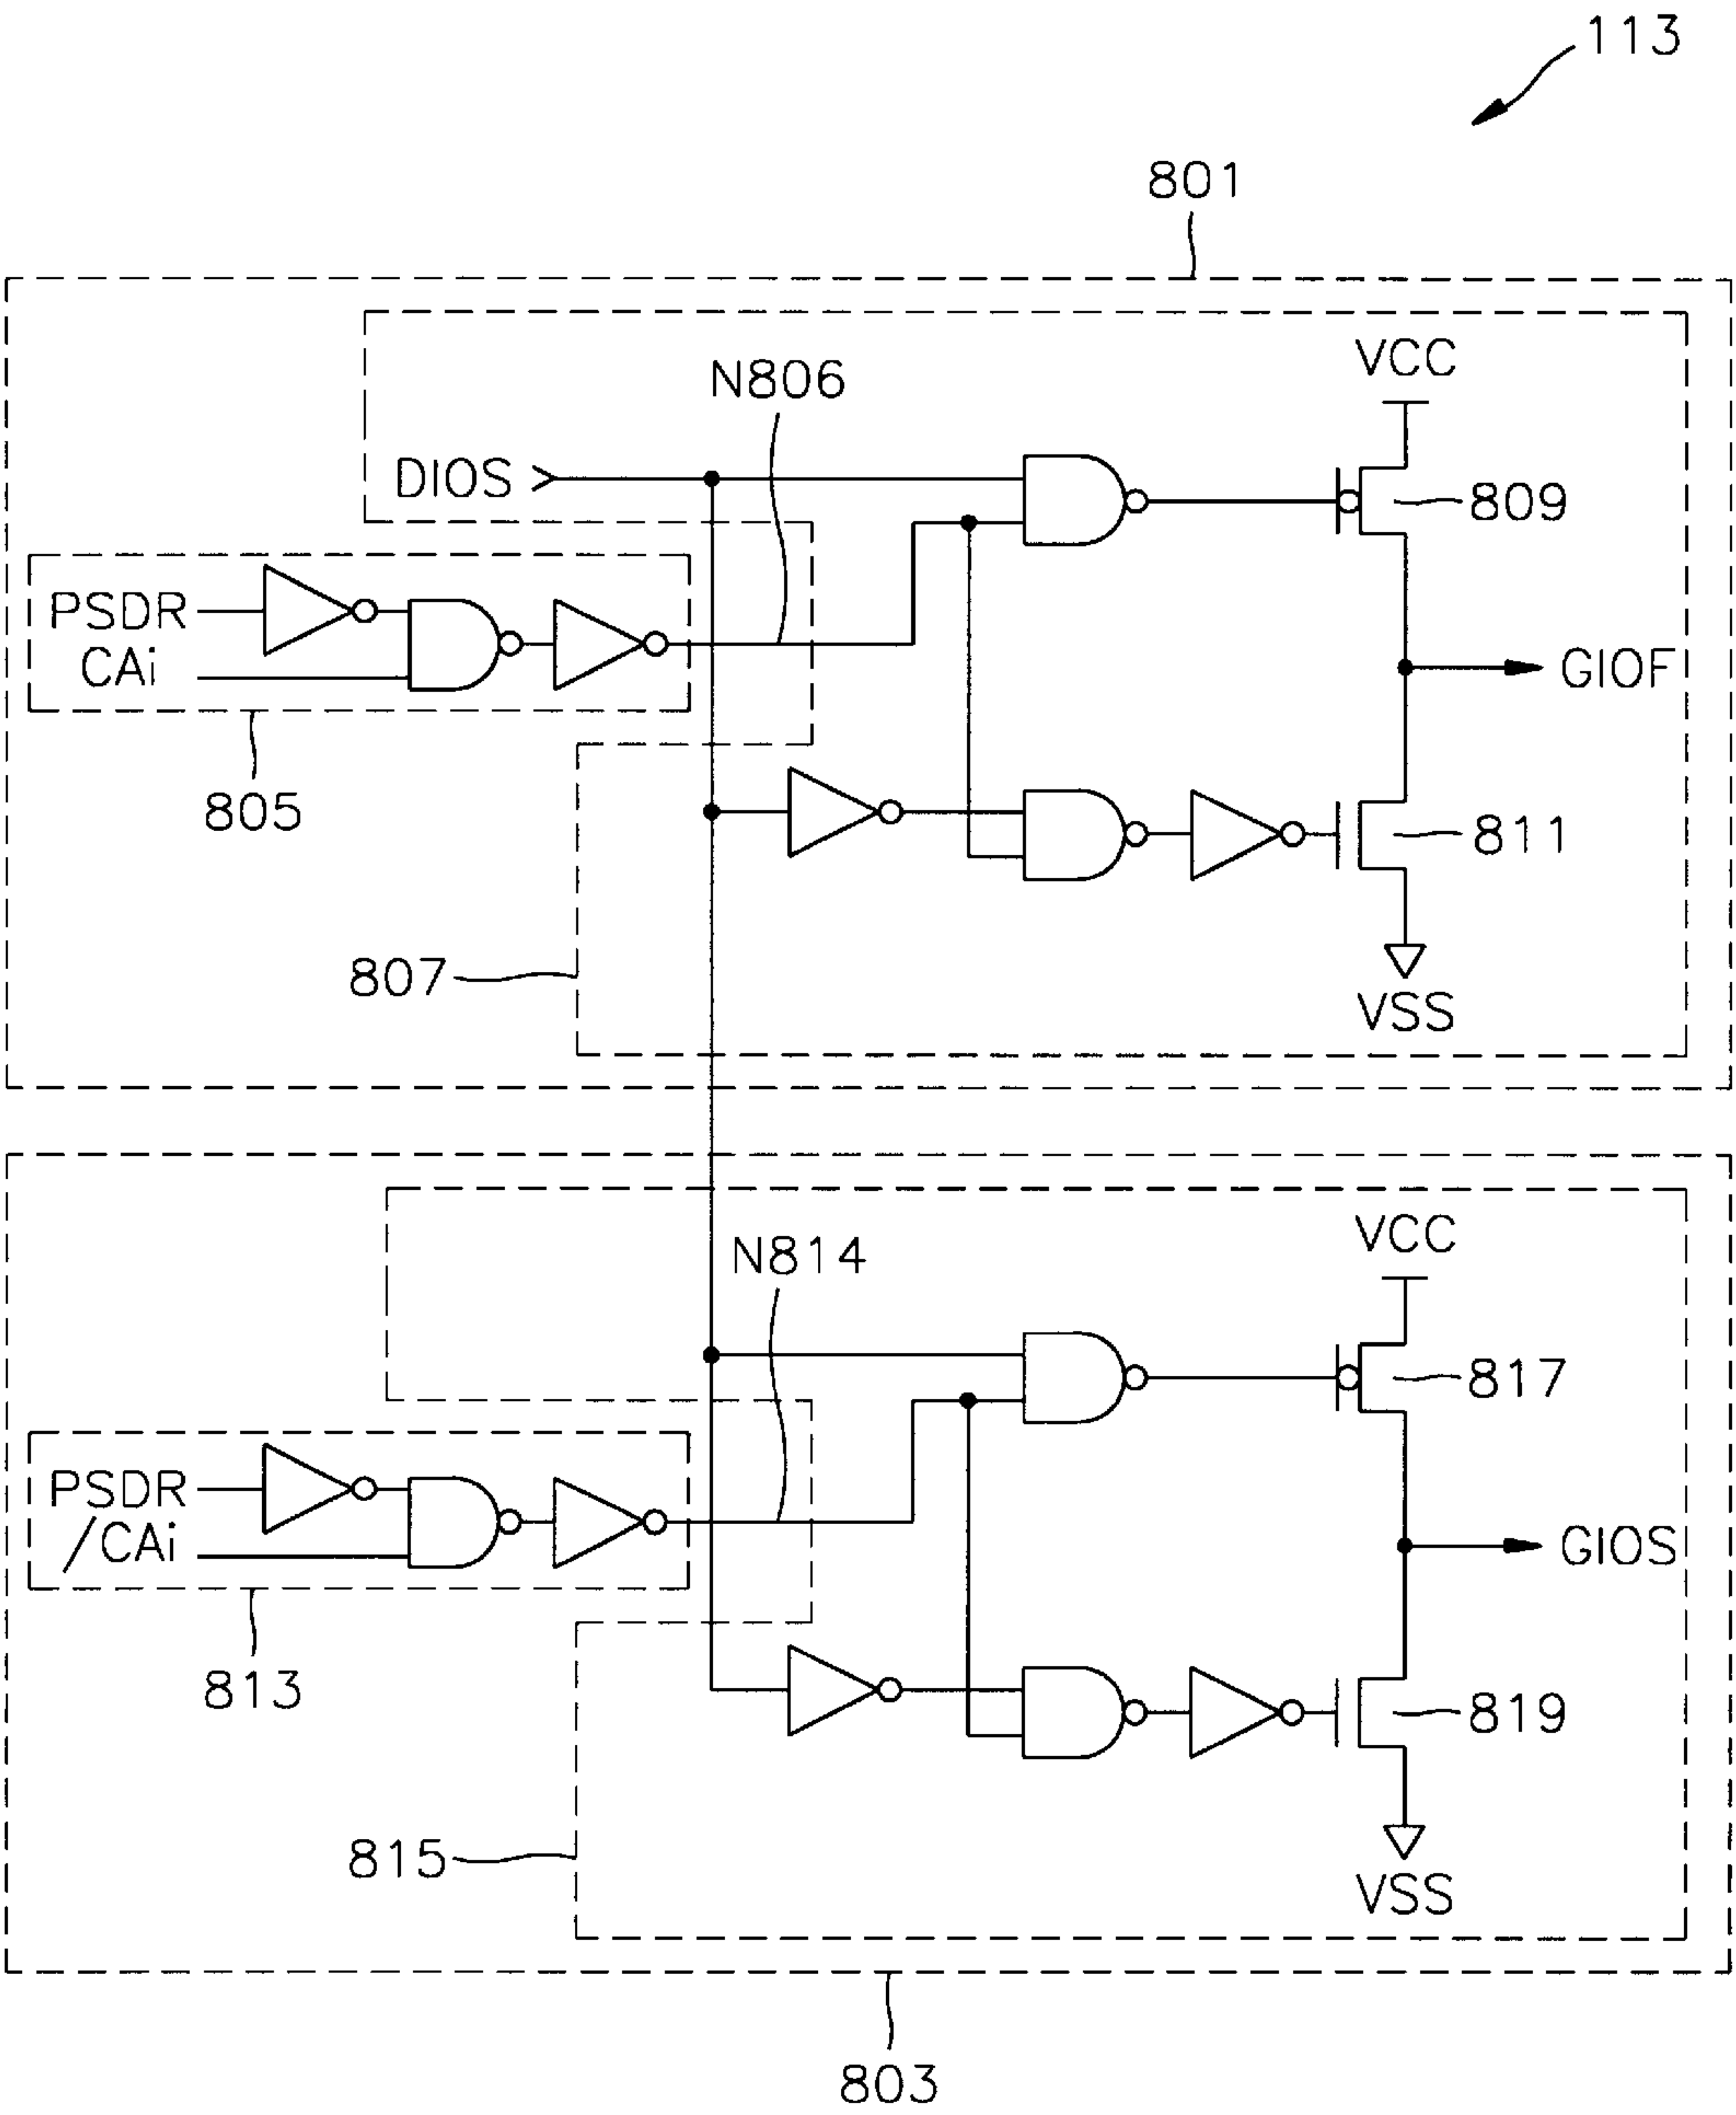 113
801
VCC
N806
DIOS
809
PSDR
CAi
GIOF
805
811
807
VSS
VCC
N814
817
PSDR
/CAi
GIOS
813
819
815
VSS
803